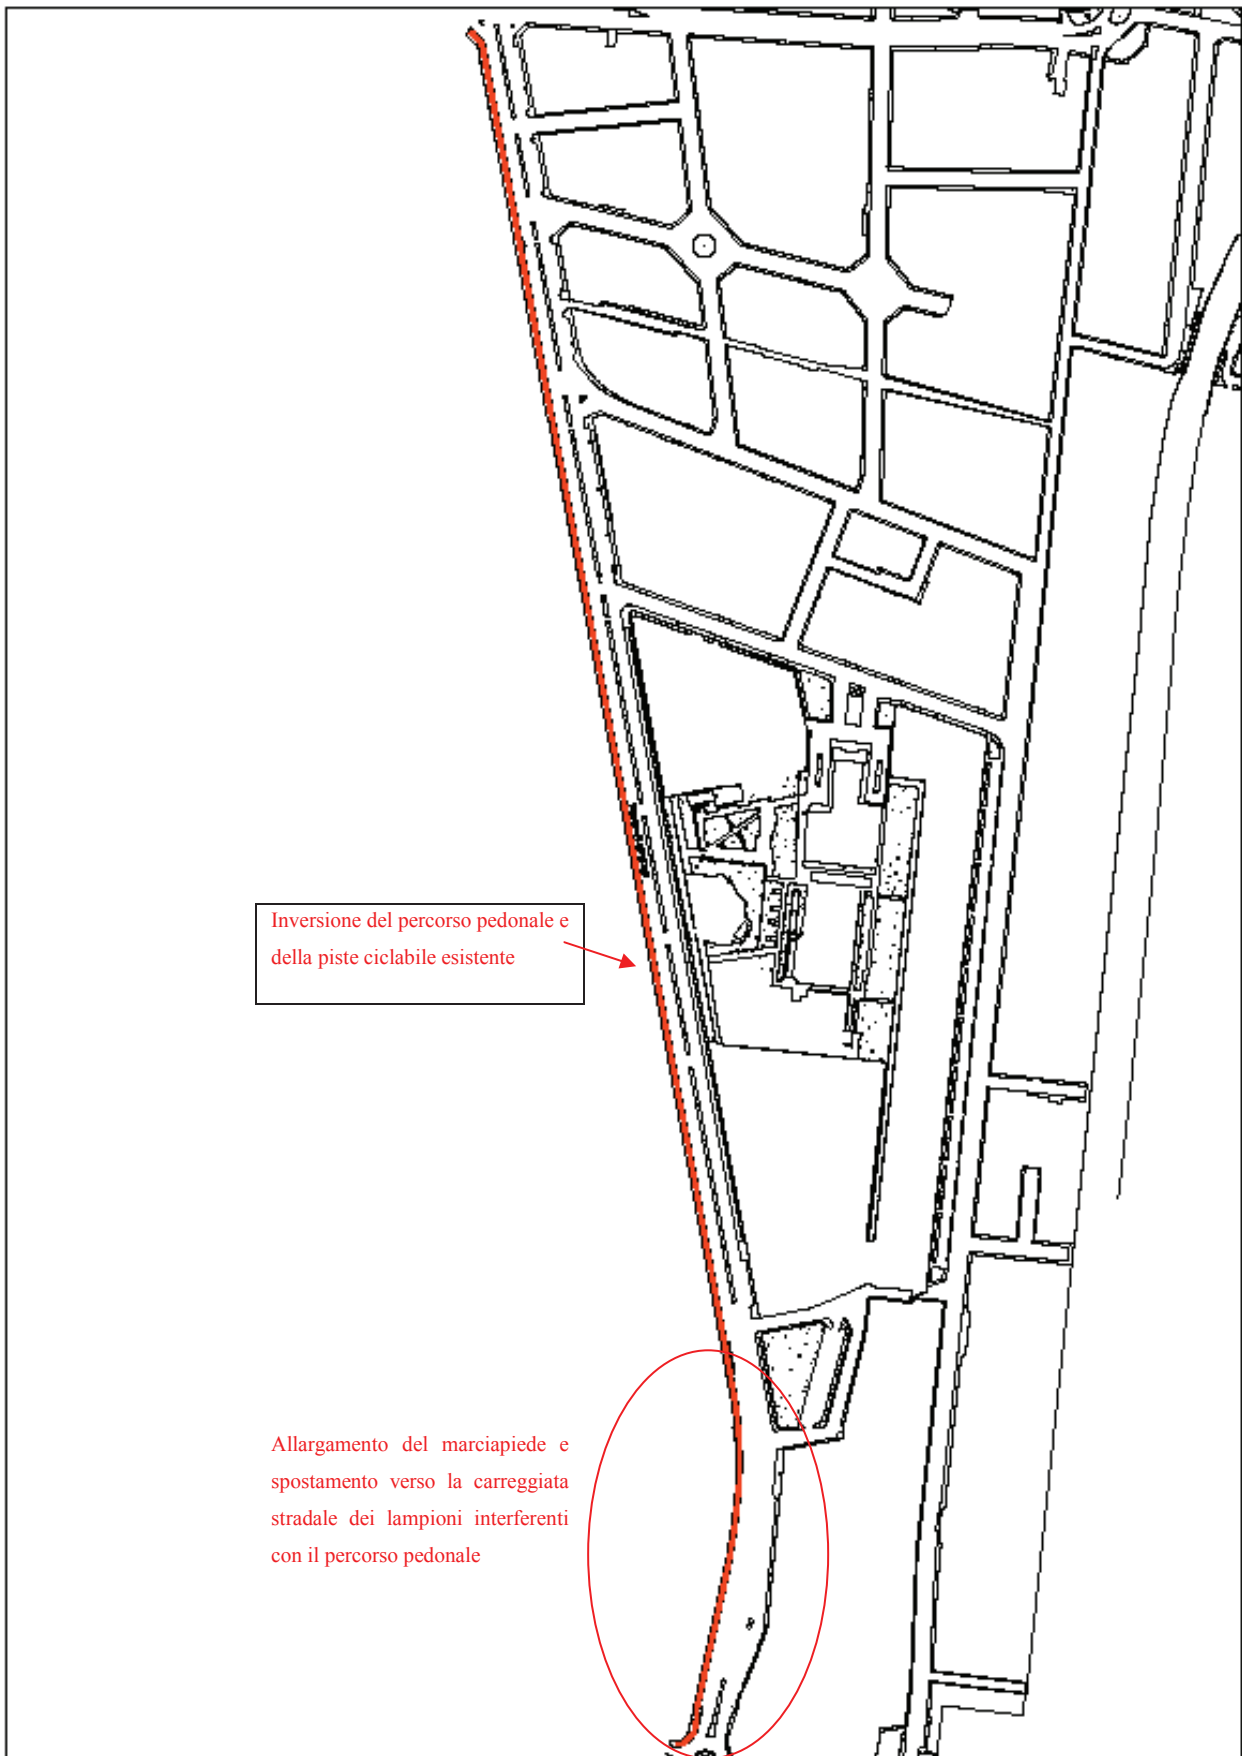 Inversione del percorso pedonale e
della piste ciclabile esistente
Allargamento del marciapiede e
spostamento verso la carreggiata
stradale dei lampioni interferenti
con il percorso pedonale